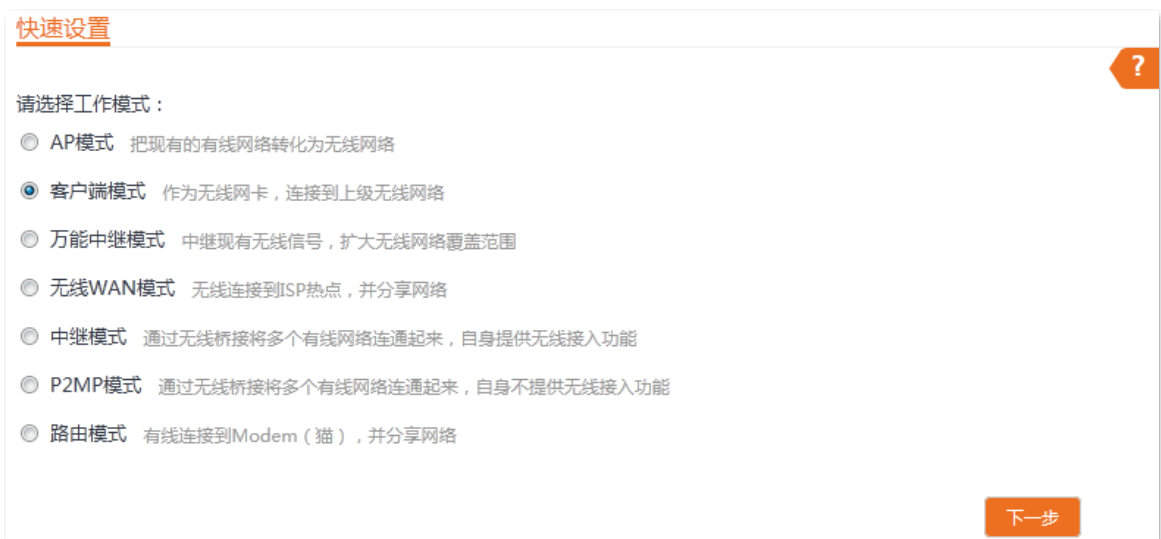 快速设置
?
请选择工作模式：
AP模式 把现有的有线网络转化为无线网络
客户端模式 作为无线网卡，连接到上级无线网络
万能中继模式 中继现有无线信号，扩大无线网络覆盖范围
无线WAN模式 无线连接到ISP热点，并分享网络
中继模式 通过无线桥接将多个有线网络连通起来，自身提供无线接入功能
P2MP模式 通过无线桥接将多个有线网络连通起来，自身不提供无线接入功能
路由模式 有线连接到Modem（猫），并分享网络
下一步